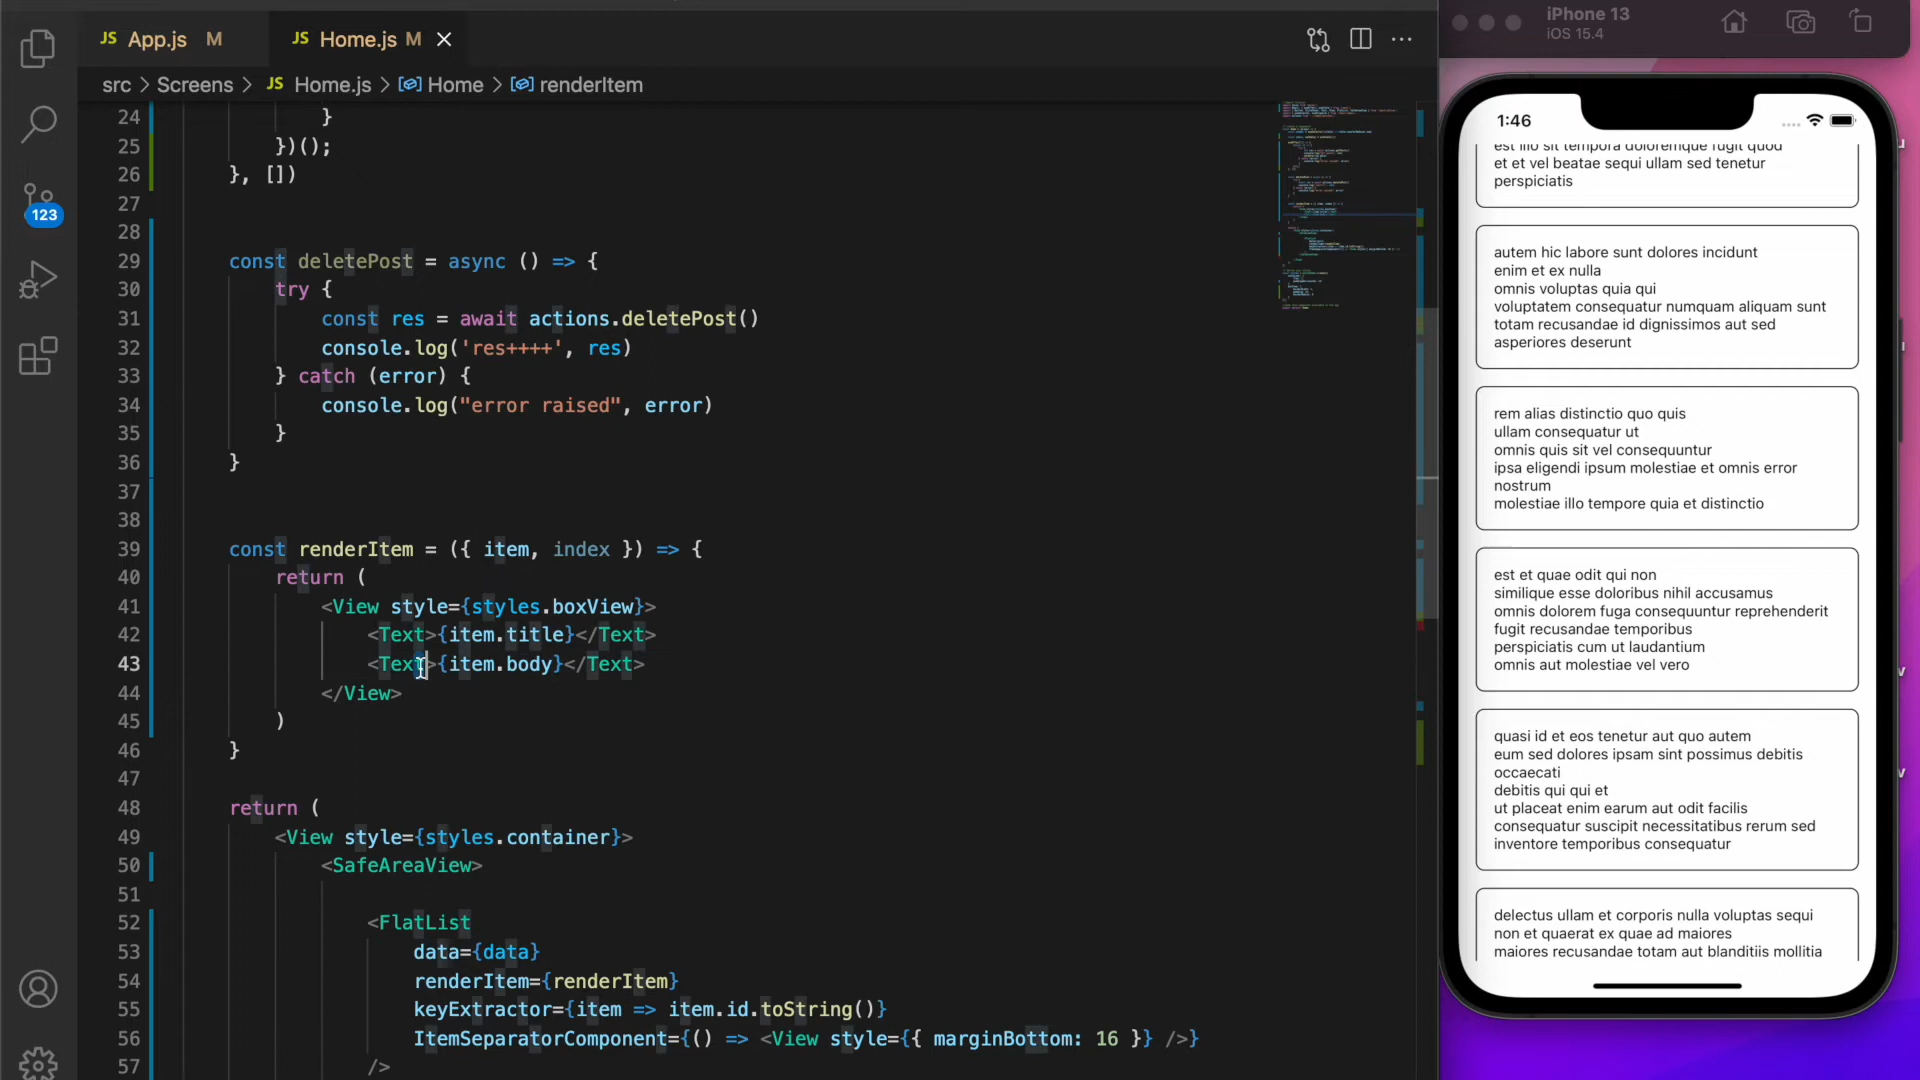 JS App.js M
JS Home.js M
src > Screens > JS Home.js > Home > renderItem
123
24 }
25 })();
26 }, [])
27
28
29 const deletePost = async () => {
30 try {
31 const res = await actions.deletePost()
32 console.log('res++++', res)
33 } catch (error) {
34 console.log("error raised", error)
35 }
36 }
37
38
39 const renderItem = ({ item, index }) => {
40 return (
41 <View style={styles.boxView}>
42 <Text>{item.title}</Text>
43 <Text>{item.body}</Text>
44 </View>
45 )
46 }
47
48 return (
49 <View style={styles.container}>
50 <SafeAreaView>
51
52 <FlatList
53 data={data}
54 renderItem={renderItem}
55 keyExtractor={item => item.id.toString()}
56 ItemSeparatorComponent={() => <View style={{ marginBottom: 16 }} />}
57 />
iPhone 13
iOS 15.4
1:46
est illo sit tempora doloremque fugit quod
et et vel beatae sequi ullam sed tenetur
perspiciatis
autem hic labore sunt dolores incidunt
enim et ex nulla
omnis voluptas quia qui
voluptatem consequatur numquam aliquam sunt
totam recusandae id dignissimos aut sed
asperiores deserunt
rem alias distinctio quo quis
ullam consequatur ut
omnis quis sit vel consequuntur
ipsa eligendi ipsum molestiae et omnis error
nostrum
molestiae illo tempore quia et distinctio
est et quae odit qui non
similique esse doloribus nihil accusamus
omnis dolorem fuga consequuntur reprehenderit
fugit recusandae temporibus
perspiciatis cum ut laudantium
omnis aut molestiae vel vero
quasi id et eos tenetur aut quo autem
eum sed dolores ipsam sint possimus debitis
occaecati
debitis qui qui et
ut placeat enim earum aut odit facilis
consequatur suscipit necessitatibus rerum sed
inventore temporibus consequatur
delectus ullam et corporis nulla voluptas sequi
non et quaerat ex quae ad maiores
maiores recusandae totam aut blanditiis mollitia